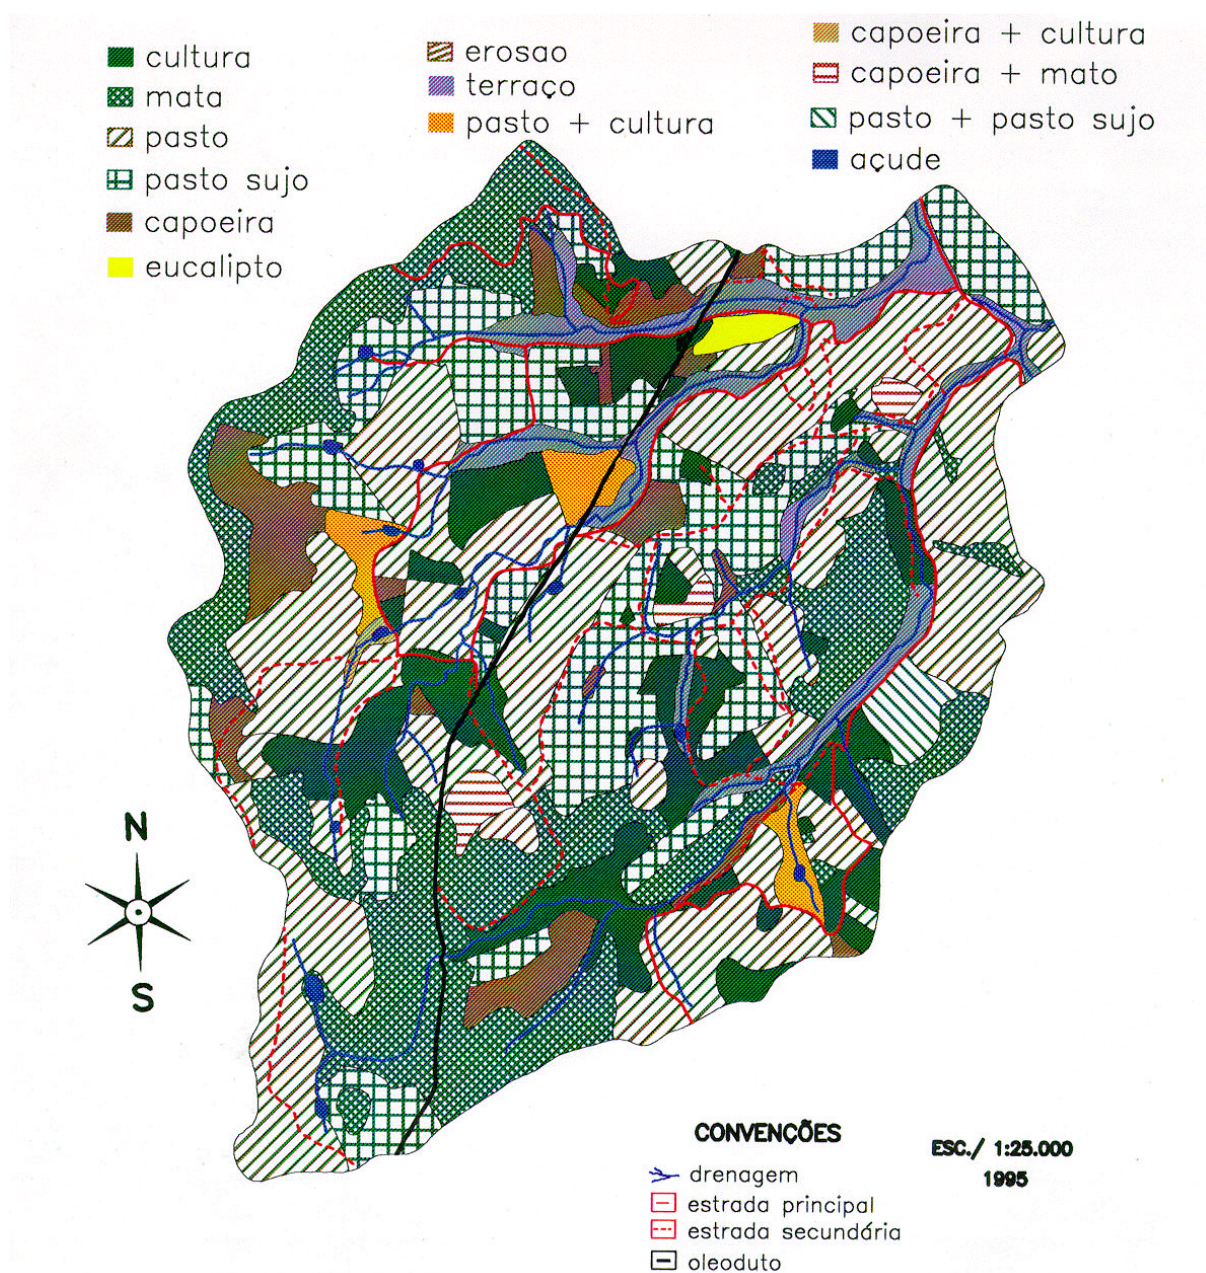 cultura
mata
pasto
pasto sujo
capoeira
eucalipto
erosao
terraço
pasto + cultura
capoeira + cultura
capoeira + mato
pasto + pasto sujo
açude
N
S
CONVENÇÕES
drenagem
estrada principal
estrada secundária
oleoduto
ESC./ 1:25.000
1995